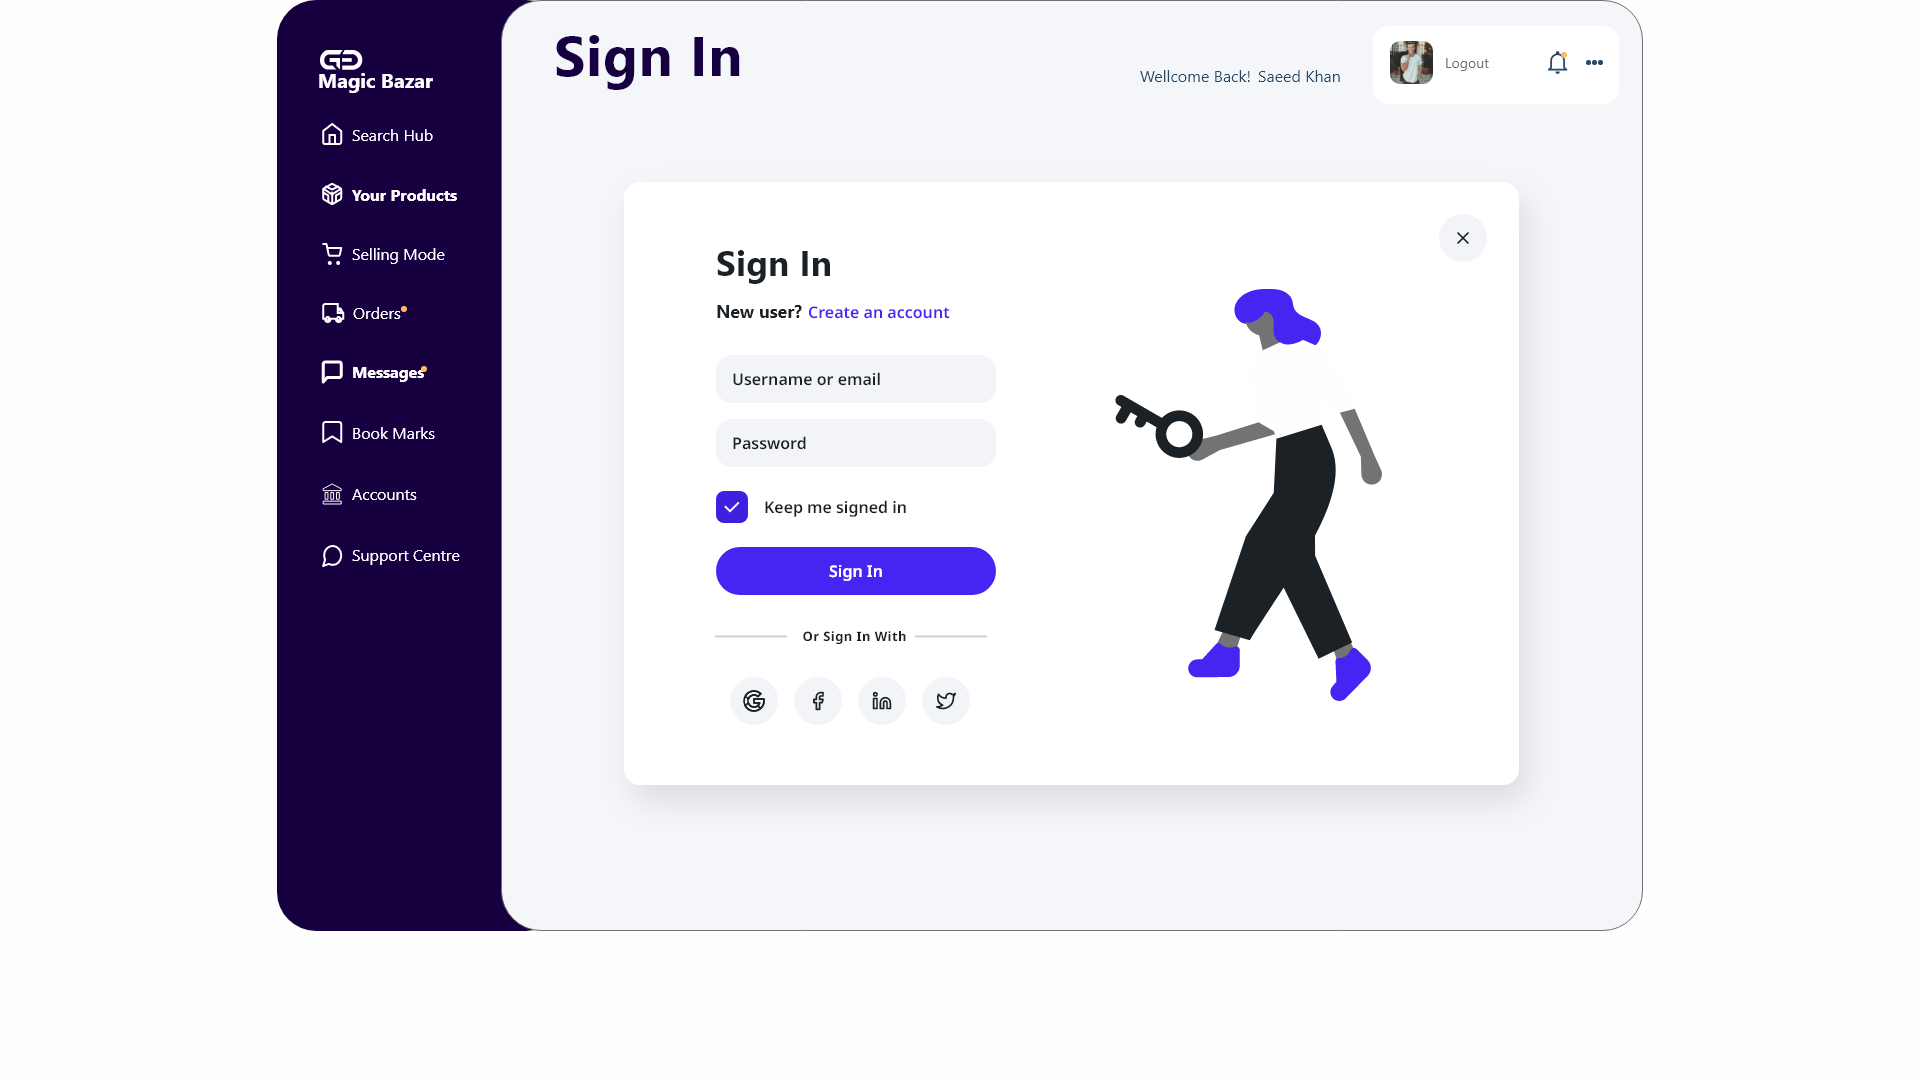 Magic Bazar
Search Hub
Your Products
Selling Mode
Orders
Messages
Book Marks
Accounts
Support Centre
Sign In
Wellcome Back! Saeed Khan
Logout
Sign In
New user? Create an account
Username or email
Password
Keep me signed in
Sign In
Or Sign In With